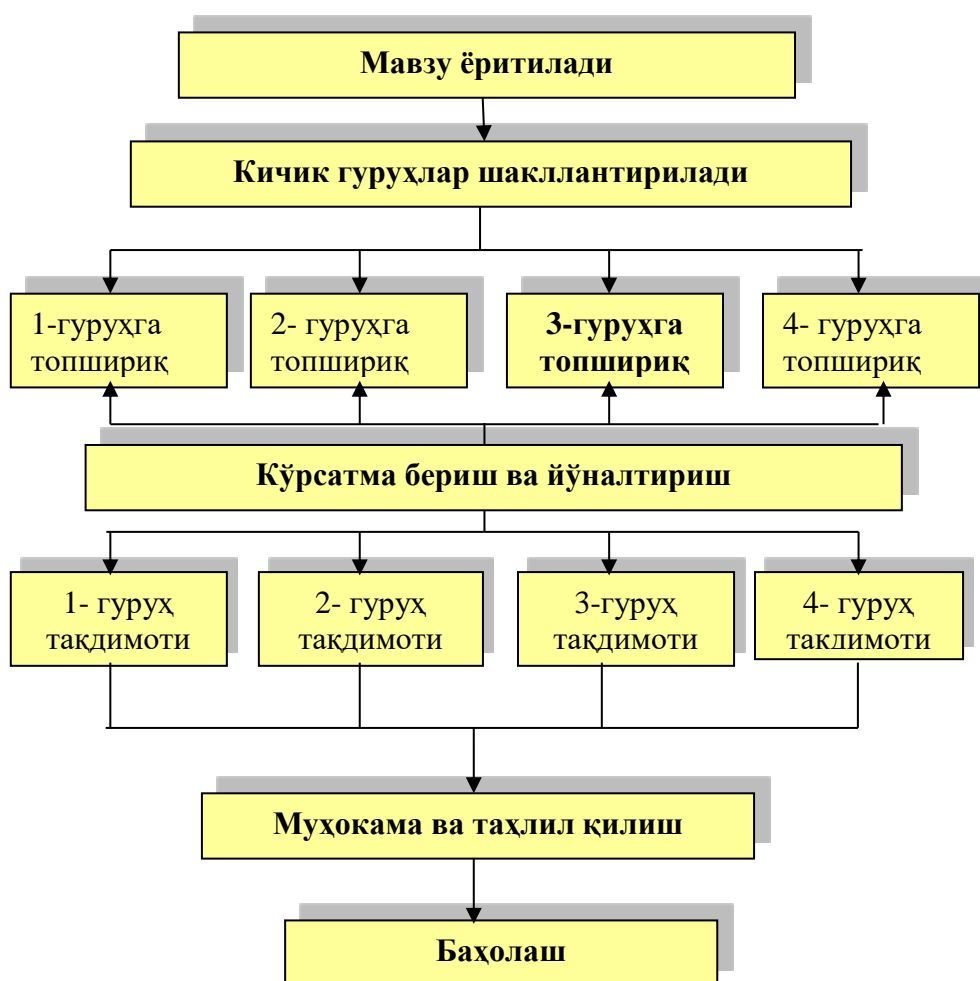 Мавзу ёритилади
Кичик гуруҳлар шакллантирилади
1-гуруҳга
топшириқ
2- гуруҳга
топшириқ
3-гуруҳга
топшириқ
4- гуруҳга
топшириқ
Кўрсатма бериш ва йўналтириш
1- гуруҳ
тақдимоти
2- гуруҳ
тақдимоти
3-гуруҳ
тақдимоти
4- гуруҳ
тақдимоти
Муҳокама ва таҳлил қилиш
Баҳолаш